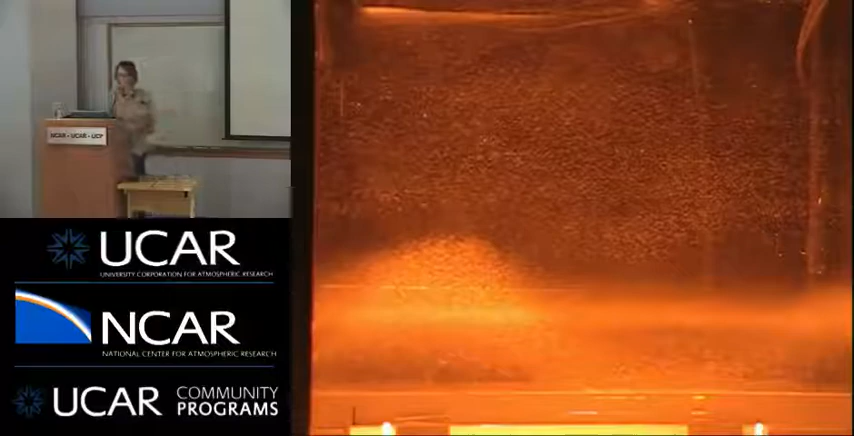 UCAR
UNIVERSITY CORPORATION FOR ATMOSPHERIC RESEARCH
NCAR
NATIONAL CENTER FOR ATMOSPHERIC RESEARCH
UCAR COMMUNITY
PROGRAMS